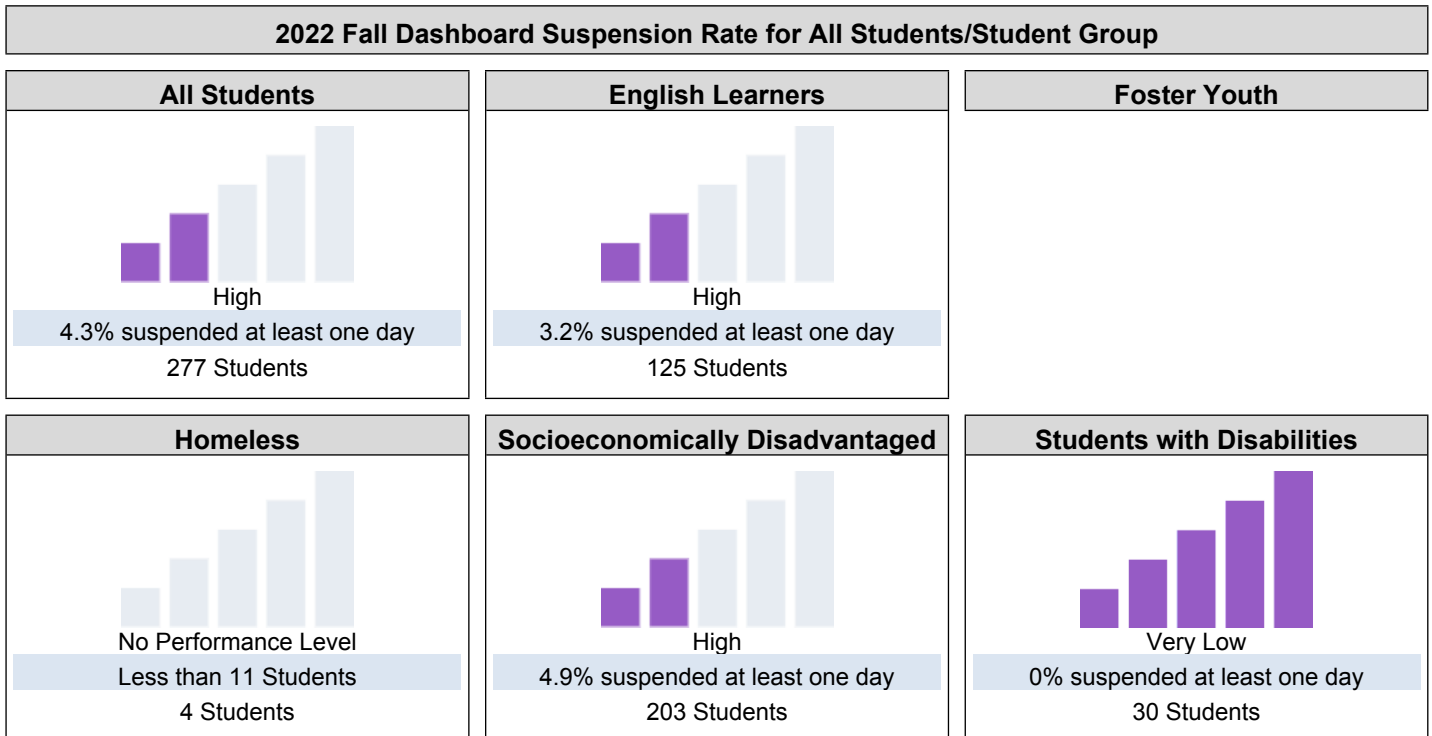 2022 Fall Dashboard Suspension Rate for All Students/Student Group
All Students
High
4.3% suspended at least one day
277 Students
English Learners
High
3.2% suspended at least one day
125 Students
Foster Youth
Homeless
No Performance Level
Less than 11 Students
4 Students
Socioeconomically Disadvantaged
High
4.9% suspended at least one day
203 Students
Students with Disabilities
Very Low
0% suspended at least one day
30 Students